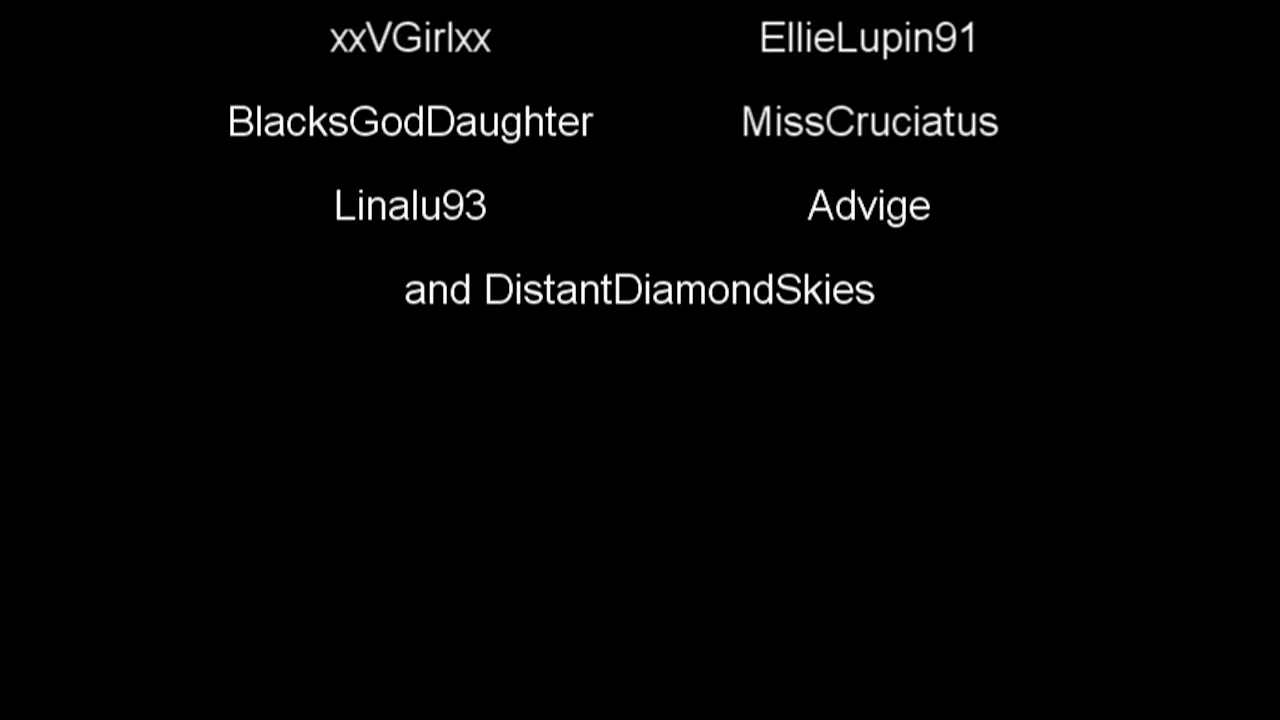 xxVGirlxx EllieLupin91
BlacksGodDaughter MissCruciatus
Linalu93 Advige
and DistantDiamondSkies